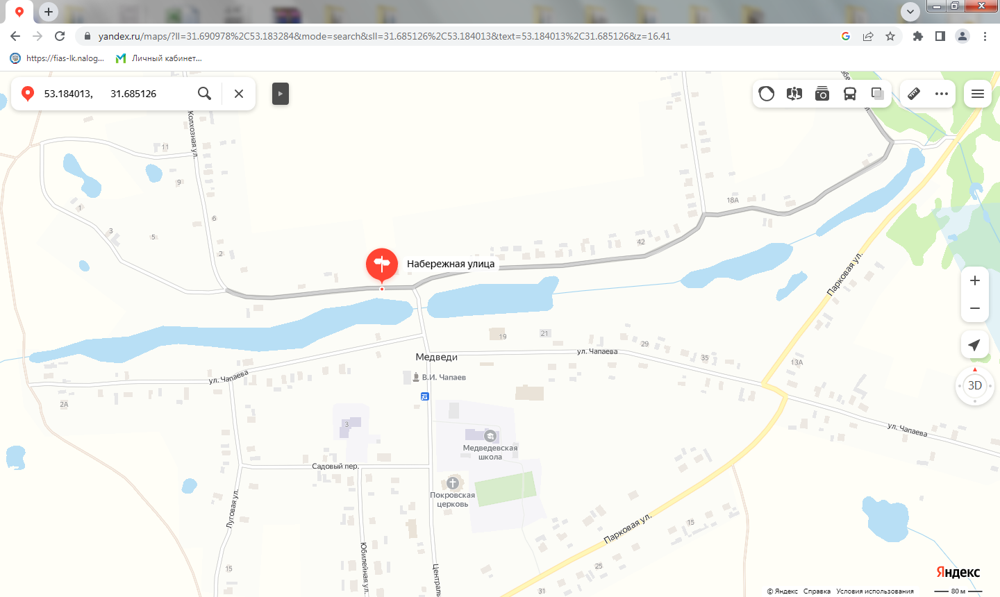 yandex.ru/maps/?ll=31.690978%2C53.183284&mode=search&sll=31.685126%2C53.184013&text=53.184013%2C31.685126&z=16.41
https://fias-lk.nalog...
Личный кабинет...
53.184013, 31.685126
Колхозная ул.
11
9
1
3
5
6
2
18А
42
Набережная улица
Парковая ул.
19
21
29
35
13А
Медведи
ул. Чапаева
ул. Чапаева
В.И. Чапаев
2А
3
3D
ул. Чапаева
Медведевская
школа
Садовый пер.
Покровская
церковь
Луговая ул.
Парковая ул.
15
15
25
31
Юбилейная ул.
Централь
Яндекс
© Яндекс Справка Условия использования
80 м